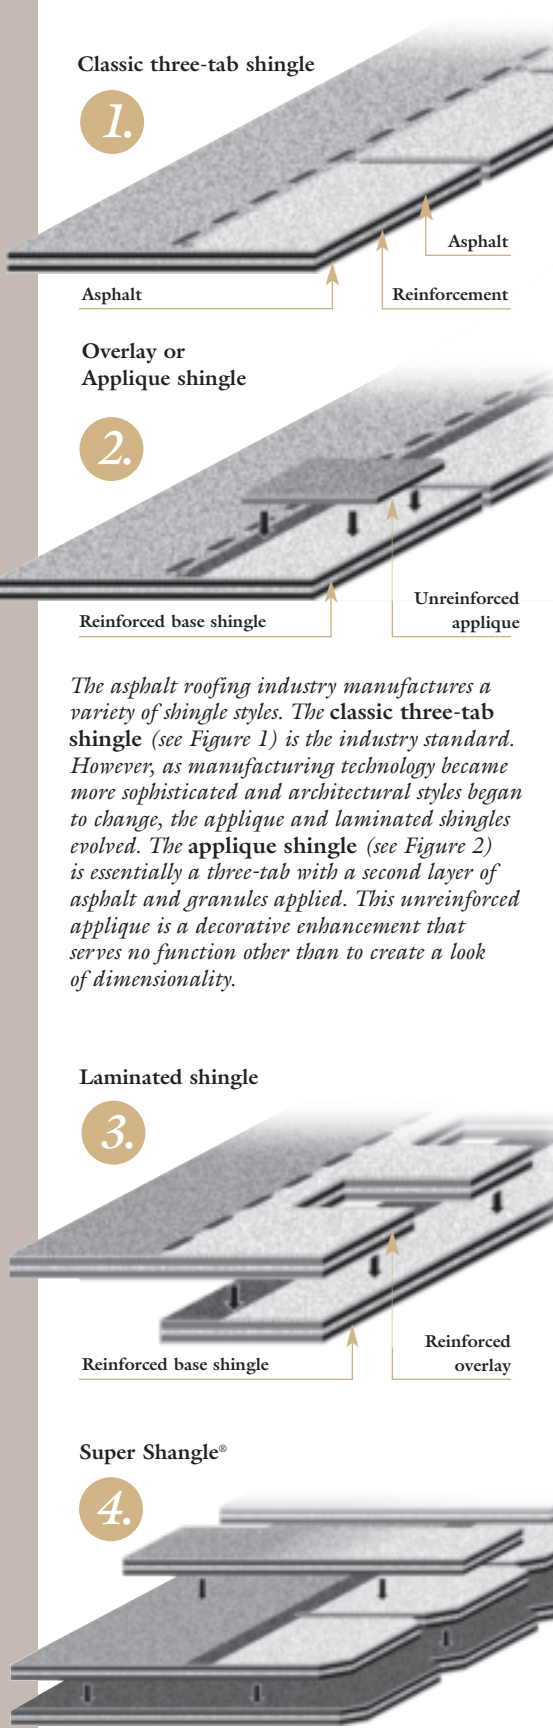 Classic three-tab shingle
1.
Asphalt
Asphalt
Reinforcement
Overlay or
Applique shingle
2.
Unreinforced
Reinforced base shingle
applique
The asphalt roofing industry manufactures a
variety of shingle styles. The classic three-tab
shingle (see Figure 1) is the industry standard.
However, as manufacturing technology became
more sophisticated and architectural styles began
to change, the applique and laminated shingles
evolved. The applique shingle (see Figure 2)
is essentially a three-tab with a second layer of
asphalt and granules applied. This unreinforced
applique is a decorative enhancement that
serves no function other than to create a look
of dimensionality.
Laminated shingle
3.
Reinforced
Reinforced base shingle
overlay
Super Shangle®
4.